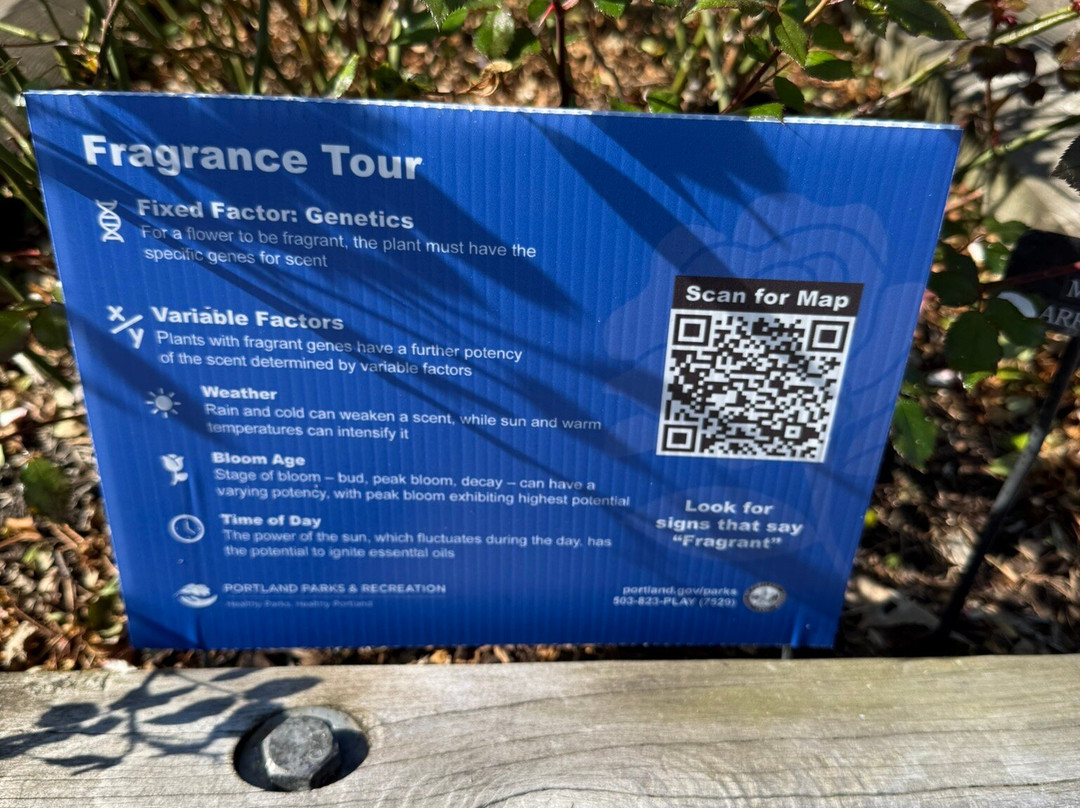 Fragrance Tour
Fixed Factor: Genetics
For a flower to be fragrant, the plant must have the
specific genes for scent
x/y
Variable Factors
Plants with fragrant genes have a further potency
of the scent determined by variable factors
Weather
Rain and cold can weaken a scent, while sun and warm
temperatures can intensify it
Bloom Age
Stage of bloom – bud, peak bloom, decay – can have a
varying potency, with peak bloom exhibiting highest potential
Time of Day
The power of the sun, which fluctuates during the day, has
the potential to ignite essential oils
PORTLAND PARKS & RECREATION
Healthy Parks, Healthy Portland
Scan for Map
Look for
signs that say
“Fragrant”
portland.gov/parks
503-823-PLAY (7529)